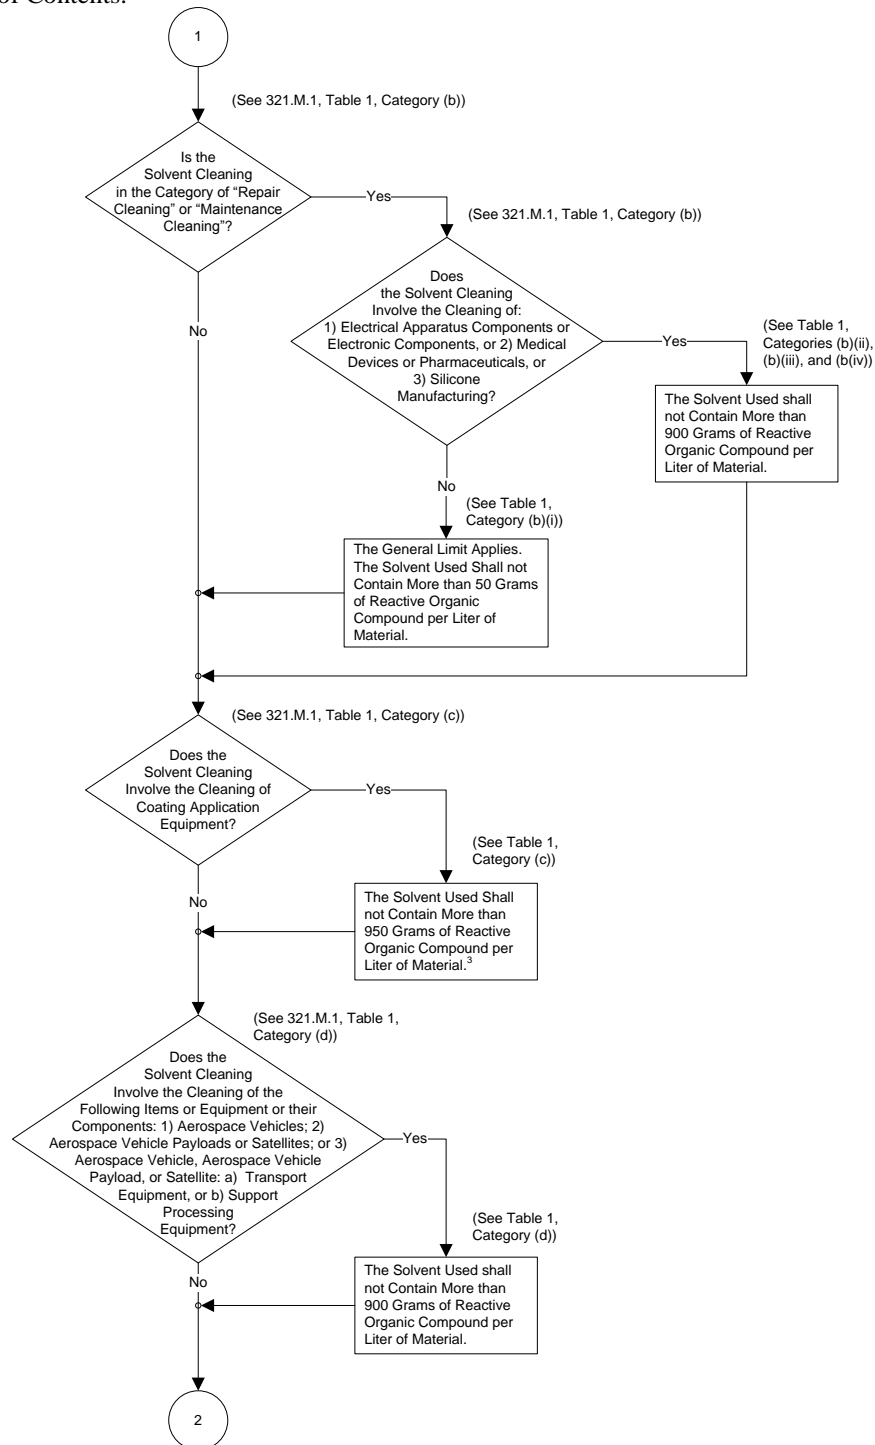 of Contents.
1
(See 321.M.1, Table 1, Category (b))
Is the
Solvent Cleaning
in the Category of “Repair
Cleaning” or “Maintenance
Cleaning”?
Yes
(See 321.M.1, Table 1, Category (b))
No
Does
the Solvent Cleaning
Involve the Cleaning of:
1) Electrical Apparatus Components or
Electronic Components, or 2) Medical
Devices or Pharmaceuticals, or
3) Silicone
Manufacturing?
Yes
(See Table 1,
Categories (b)(ii),
(b)(iii), and (b(iv))
The Solvent Used shall
not Contain More than
900 Grams of Reactive
Organic Compound per
Liter of Material.
No
(See Table 1,
Category (b)(i))
The General Limit Applies.
The Solvent Used Shall not
Contain More than 50 Grams
of Reactive Organic
Compound per Liter of
Material.
(See 321.M.1, Table 1, Category (c))
Does the
Solvent Cleaning
Involve the Cleaning of
Coating Application
Equipment?
Yes
(See Table 1,
Category (c))
No
The Solvent Used Shall
not Contain More than
950 Grams of Reactive
Organic Compound per
Liter of Material.3
(See 321.M.1, Table 1,
Category (d))
Does the
Solvent Cleaning
Involve the Cleaning of the
Following Items or Equipment or their
Components: 1) Aerospace Vehicles; 2)
Aerospace Vehicle Payloads or Satellites; or 3)
Aerospace Vehicle, Aerospace Vehicle
Payload, or Satellite: a) Transport
Equipment, or b) Support
Processing
Equipment?
Yes
(See Table 1,
Category (d))
No
The Solvent Used shall
not Contain More than
900 Grams of Reactive
Organic Compound per
Liter of Material.
2